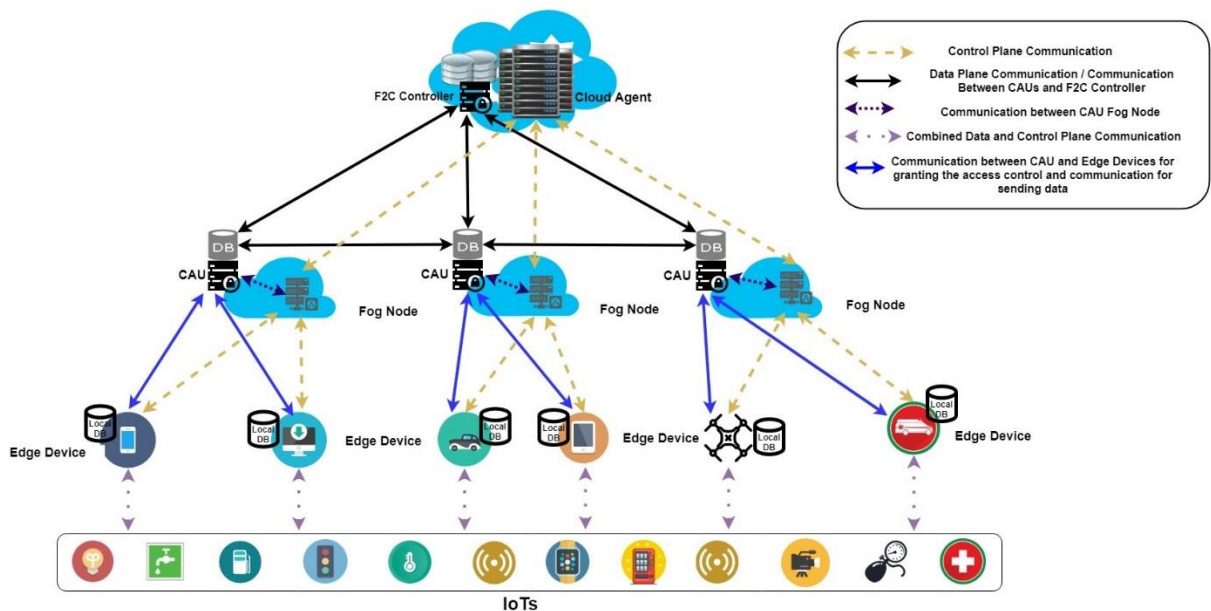 F2C Controller
Cloud Agent
Control Plane Communication
Data Plane Communication / Communication
Between CAUs and F2C Controller
Communication between CAU Fog Node
Combined Data and Control Plane Communication
Communication between CAU and Edge Devices for
granting the access control and communication for
sending data
DB
DB
DB
CAU
CAU
CAU
Fog Node
Fog Node
Fog Node
Local
DB
Local
DB
Local
DB
Local
DB
Local
DB
Local
DB
Edge Device
Edge Device
Edge Device
Edge Device
IoTs